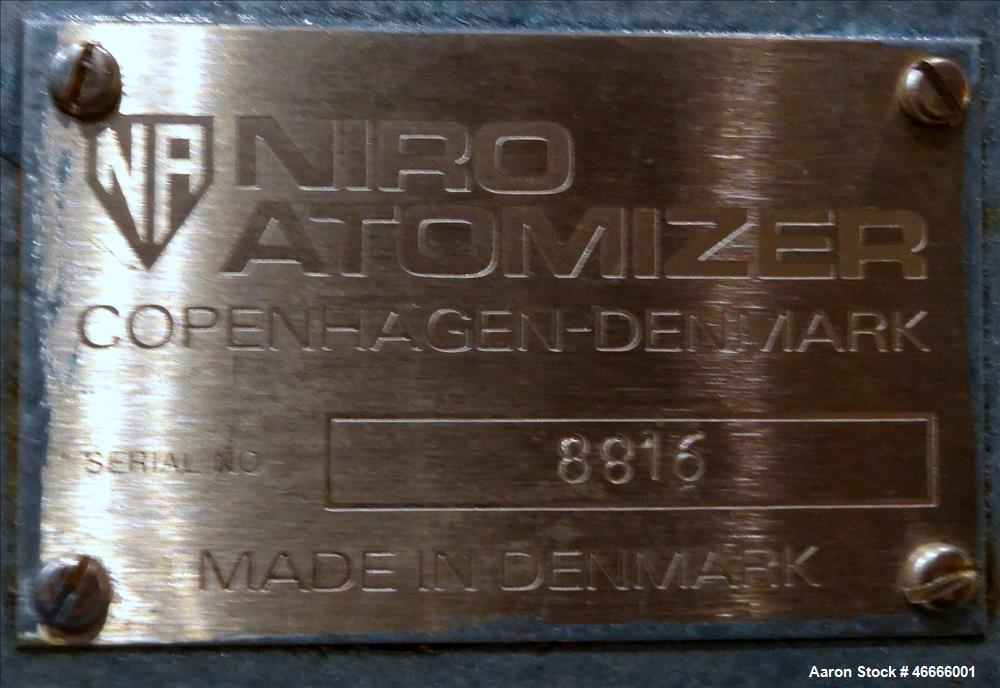 NA NIRO
ATOMIZER
COPENHAGEN-DENMARK
SERIAL NO 8816
MADE IN DENMARK
Aaron Stock # 46666001